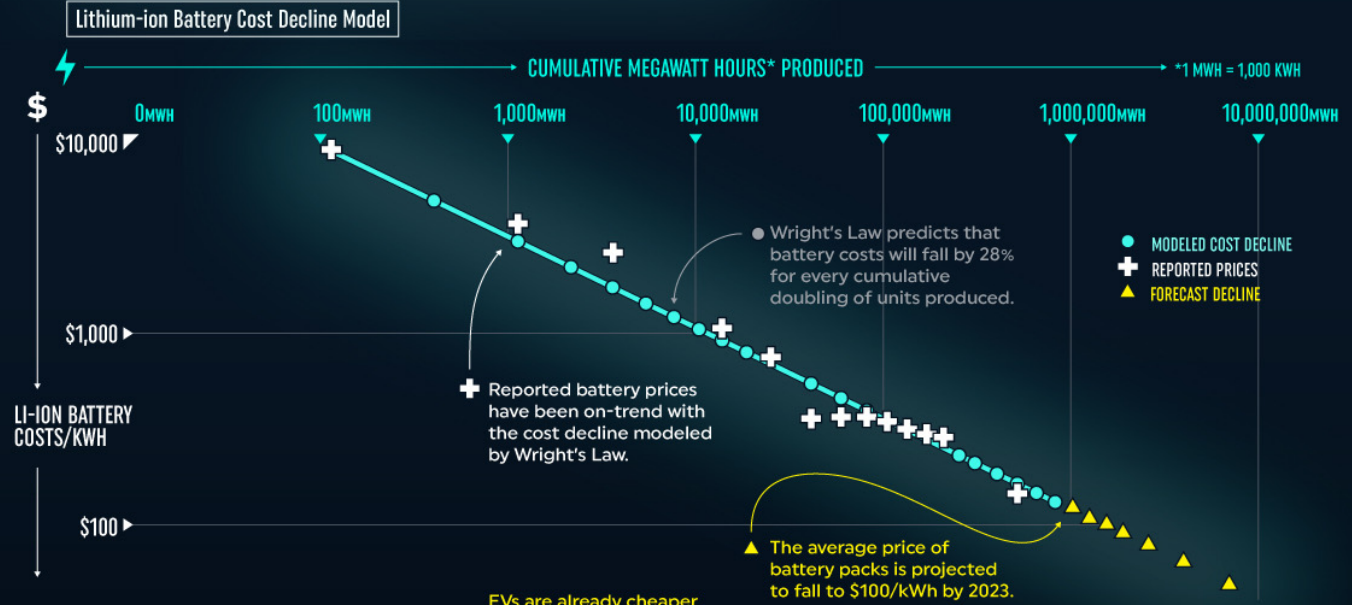 Lithium-ion Battery Cost Decline Model
CUMULATIVE MEGAWATT HOURS* PRODUCED
*1 MWH = 1,000 KWH
$
0MWH
100MWH
1,000MWH
10,000MWH
100,000MWH
1,000,000MWH
10,000,000MWH
$10,000
$1,000
$100
LI-ION BATTERY
COSTS/KWH
Wright's Law predicts that
battery costs will fall by 28%
for every cumulative
doubling of units produced.
MODELED COST DECLINE
REPORTED PRICES
FORECAST DECLINE
Reported battery prices
have been on-trend with
the cost decline modeled
by Wright's Law.
The average price of
battery packs is projected
to fall to $100/kWh by 2023.
EVs are already cheaper